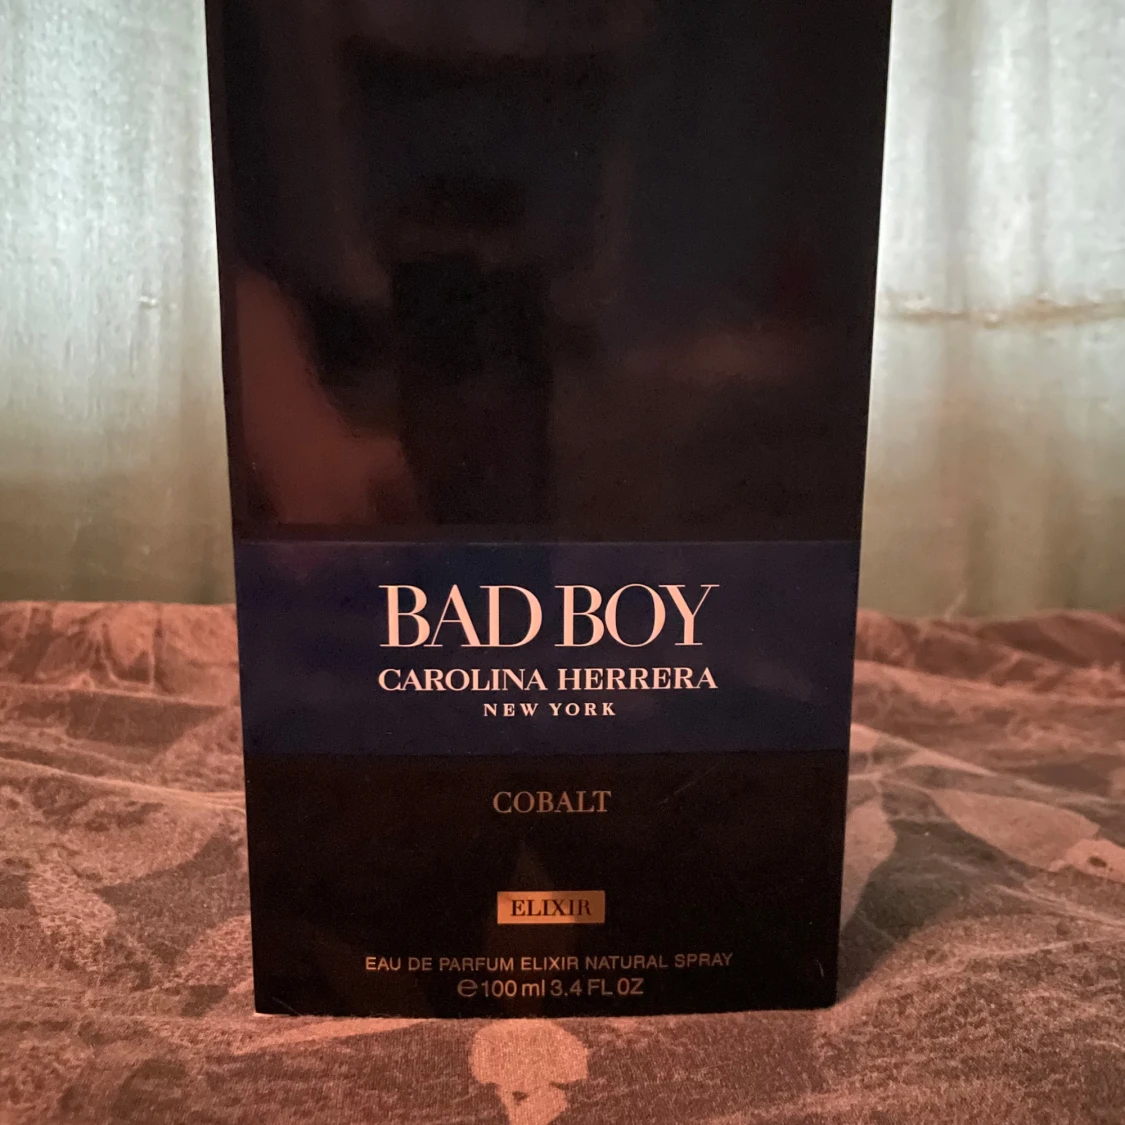 BAD BOY
CAROLINA HERRERA
NEW YORK
COBALT
ELIXIR
EAU DE PARFUM ELIXIR NATURAL SPRAY
℮100 ml 3.4 FL OZ